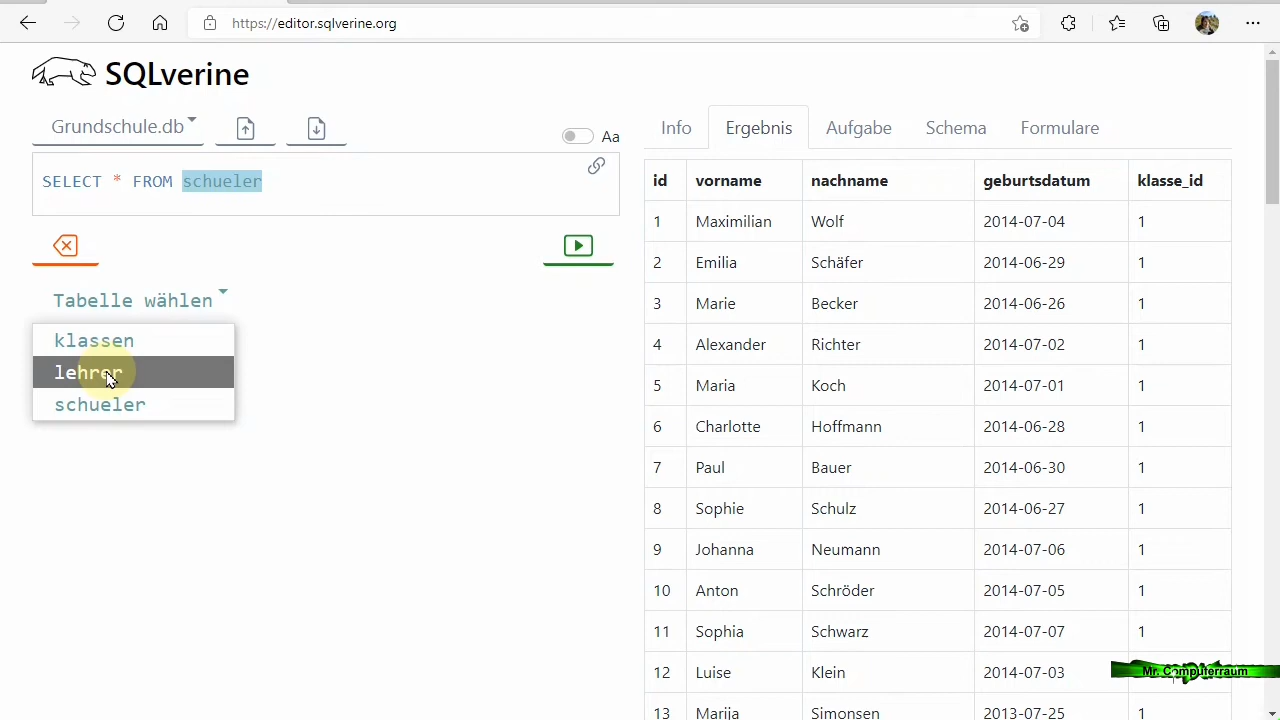 https://editor.sqlverine.org
SQLverine
Grundschule.db
Aa
SELECT * FROM schueler
Tabelle wählen
klassen
lehrer
schueler
Info Ergebnis Aufgabe Schema Formulare
id vorname nachname geburtsdatum klasse_id
1 Maximilian Wolf 2014-07-04 1
2 Emilia Schäfer 2014-06-29 1
3 Marie Becker 2014-06-26 1
4 Alexander Richter 2014-07-02 1
5 Maria Koch 2014-07-01 1
6 Charlotte Hoffmann 2014-06-28 1
7 Paul Bauer 2014-06-30 1
8 Sophie Schulz 2014-06-27 1
9 Johanna Neumann 2014-07-06 1
10 Anton Schröder 2014-07-05 1
11 Sophia Schwarz 2014-07-07 1
12 Luise Klein 2014-07-03 1
13 Marija Simonsen 2013-07-25 1
Mr. Computerraum